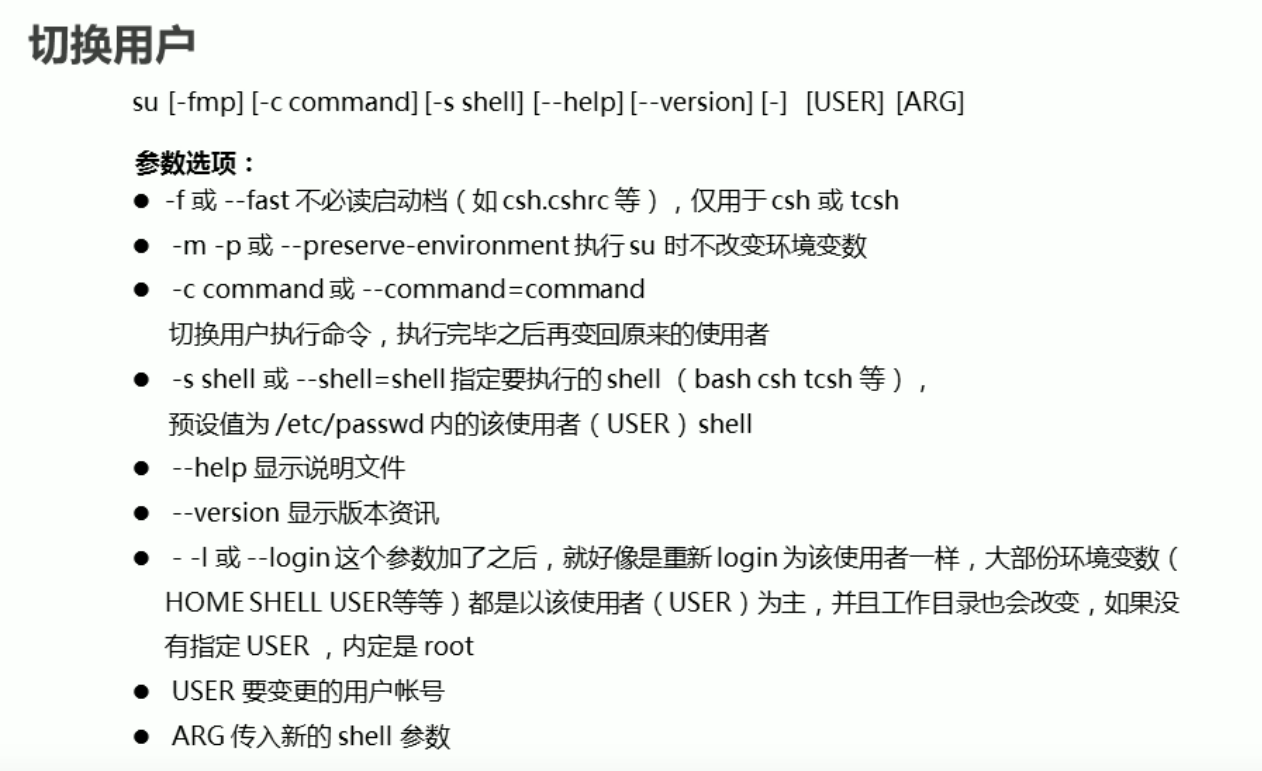 切换用户
su [-fmp] [-c command] [-s shell] [--help] [--version] [-] [USER] [ARG]
参数选项：
● -f 或 --fast 不必读启动档（如 csh.cshrc 等），仅用于 csh 或 tcsh
● -m -p 或 --preserve-environment 执行 su 时不改变环境变数
● -c command 或 --command=command
切换用户执行命令，执行完毕之后再变回原来的使用者
● -s shell 或 --shell=shell 指定要执行的 shell （bash csh tcsh 等），
预设值为 /etc/passwd 内的该使用者（USER）shell
● --help 显示说明文件
● --version 显示版本资讯
● - -l 或 --login 这个参数加了之后，就好像是重新 login 为该使用者一样，大部份环境变数（
HOME SHELL USER等等）都是以该使用者（USER）为主，并且工作目录也会改变，如果没
有指定 USER ，内定是 root
● USER 要变更的用户帐号
● ARG 传入新的 shell 参数